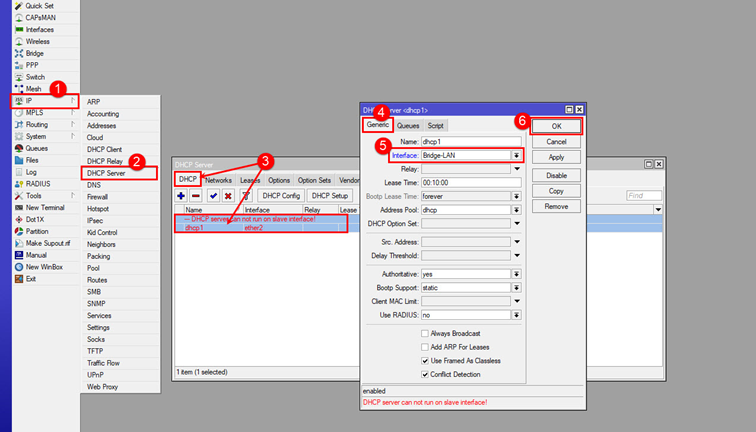 Quick Set
CAPsMAN
Interfaces
Wireless
Bridge
PPP
Switch
Mesh
1
IP
MPLS
Routing
System
Queues
Files
Log
RADIUS
Tools
New Terminal
Dot1X
Partition
Make Supout.rif
Manual
New WinBox
Exit
ARP
Accounting
Addresses
Cloud
DHCP Client
DHCP Relay
2
DHCP Server
DNS
Firewall
Hotspot
IPsec
Kid Control
Neighbors
Packing
Pool
Routes
SMB
SNMP
Services
Settings
Socks
TFTP
Traffic Flow
UPnP
Web Proxy
DHCP Server
3
DHCP Networks Leases Options Option Sets Vendor
DHCP Config DHCP Setup Find
Name Interface Relay Lease
--- DHCP server can not run on slave interface!
dhcp1 ether2
1 item (1 selected)
DHCP Server <dhcp1>
4
Generic Queues Script
6
OK
Cancel
Apply
Disable
Copy
Remove
Name: dhcp1
5
Interface: Bridge-LAN
Relay:
Lease Time: 00:10:00
Bootp Lease Time: forever
Address Pool: dhcp
DHCP Option Set:
Src. Address:
Delay Threshold:
Authoritative: yes
Bootp Support: static
Client MAC Limit:
Use RADIUS: no
Always Broadcast
Add ARP For Leases
Use Framed As Classless
Conflict Detection
enabled
DHCP server can not run on slave interface!